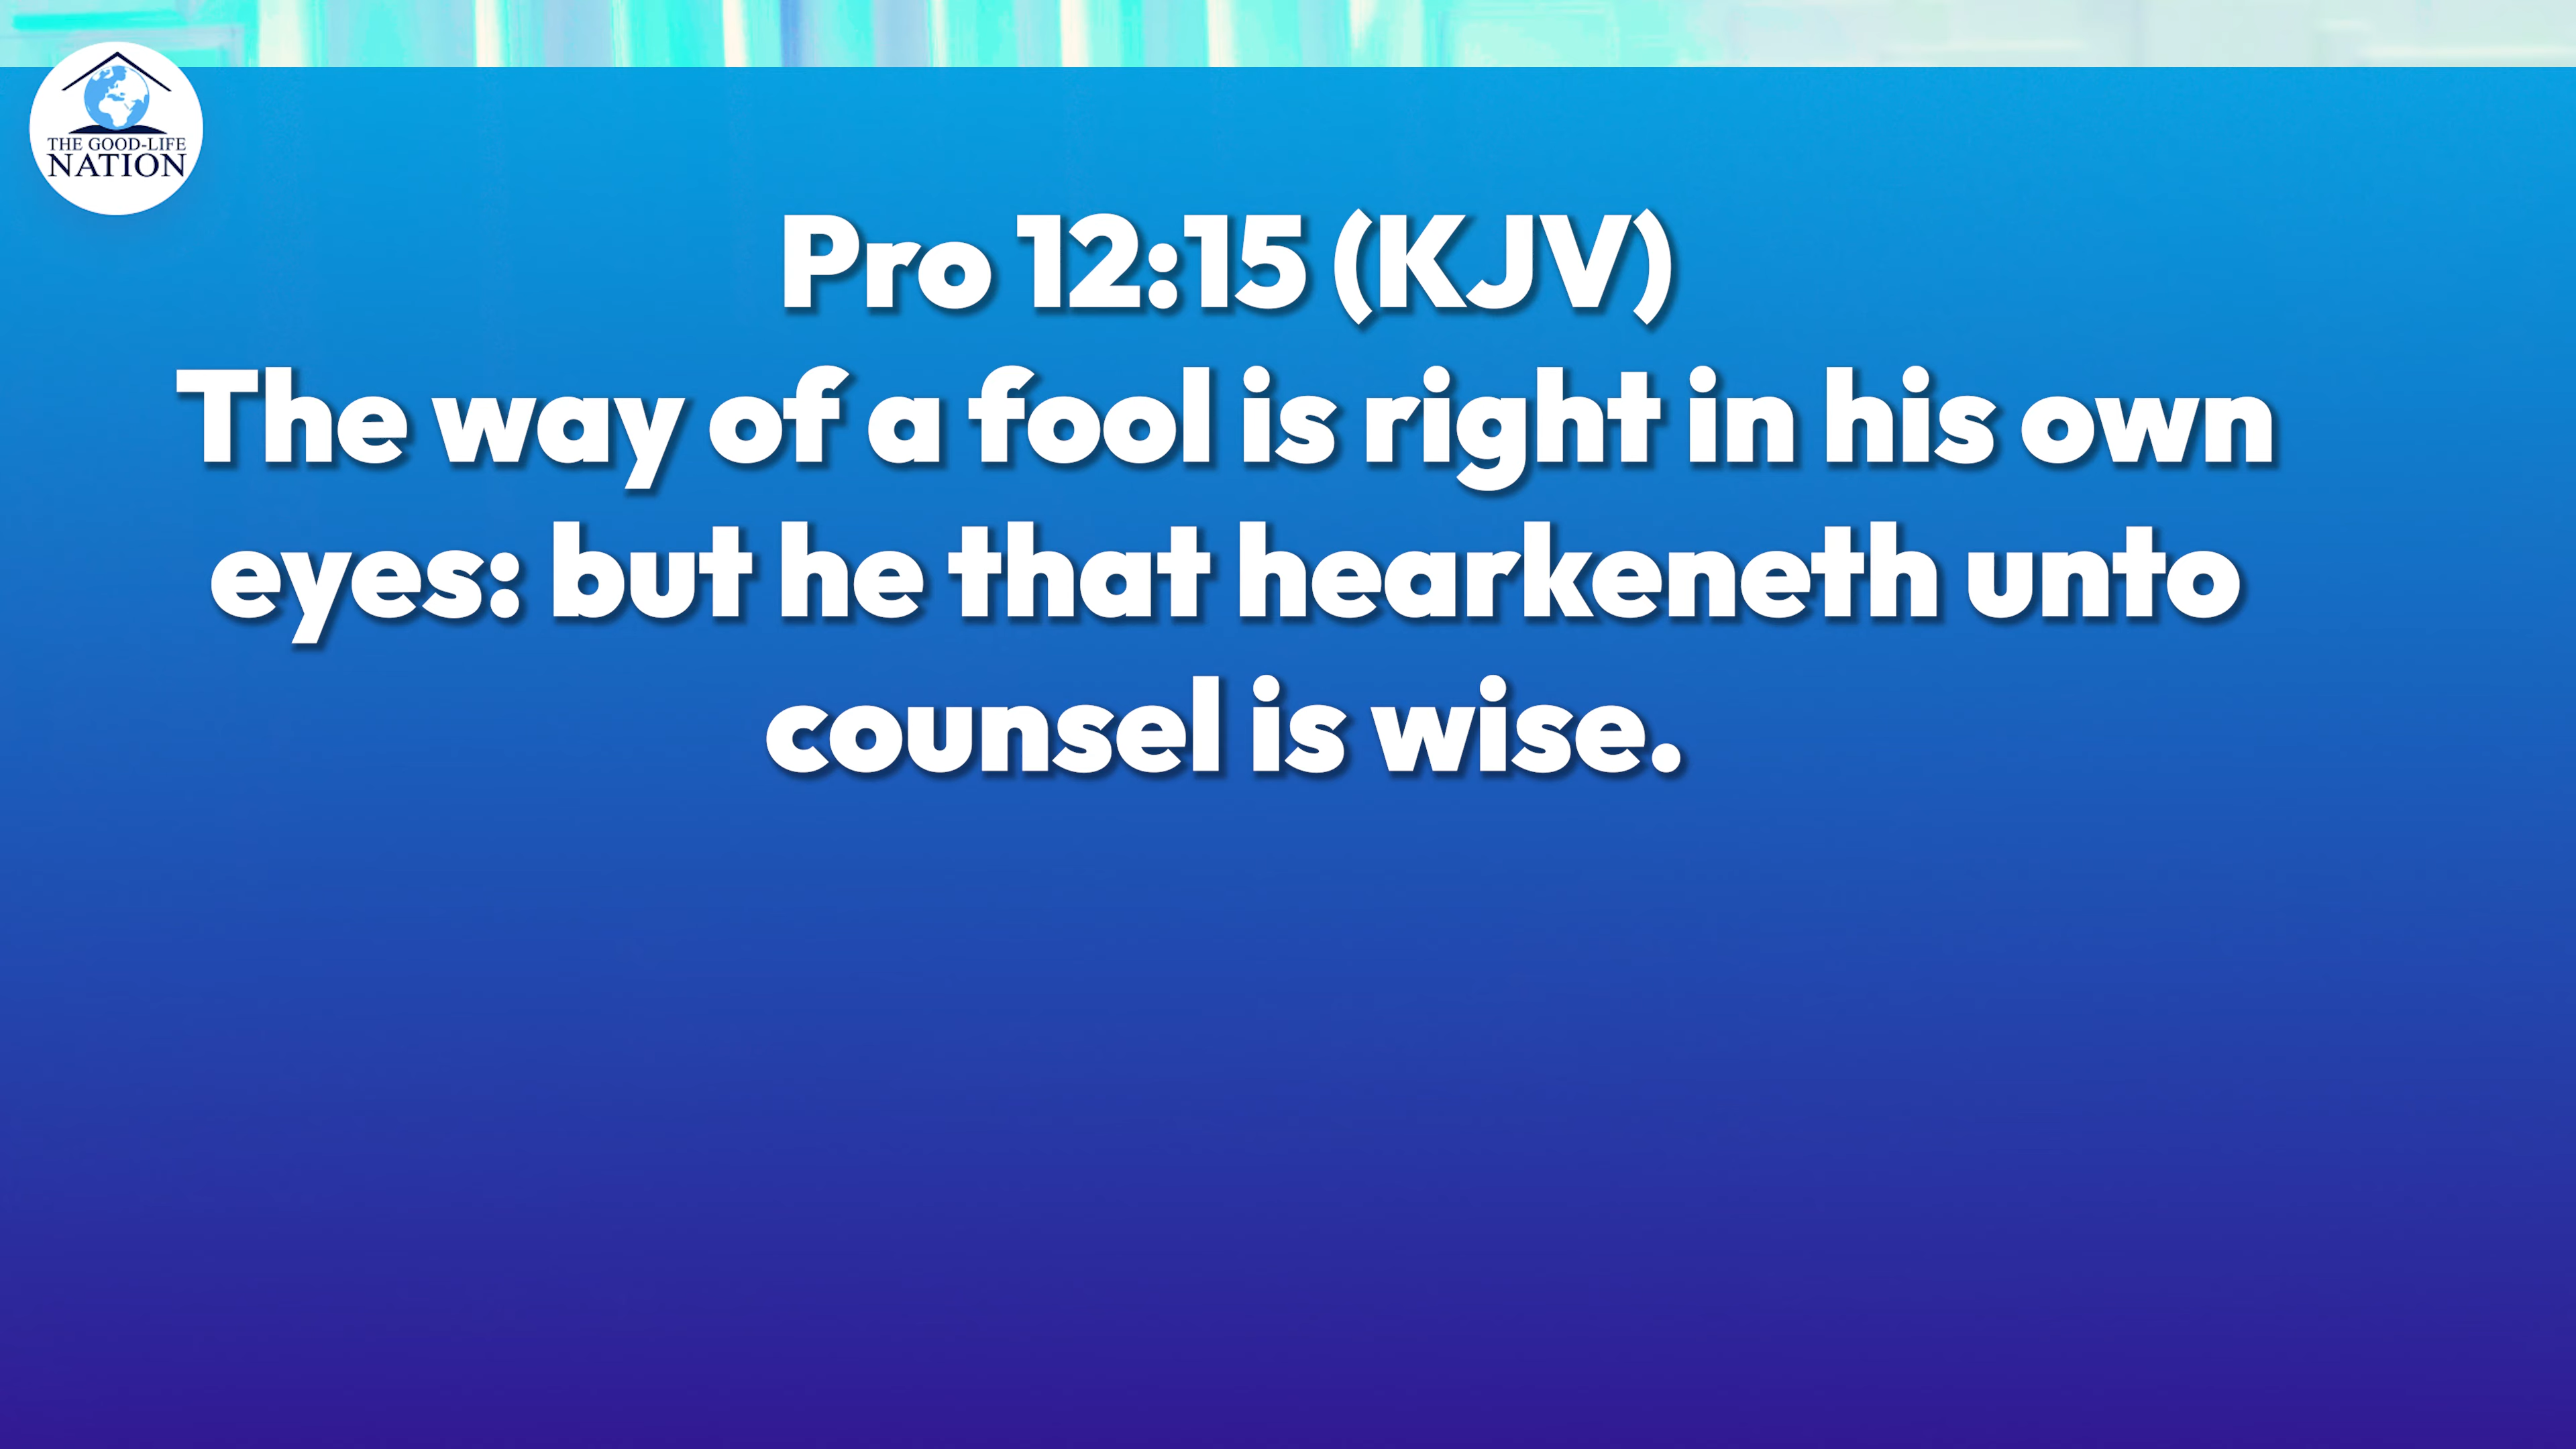 THE GOOD-LIFE
NATION
Pro 12:15 (KJV)
The way of a fool is right in his own
eyes: but he that hearkeneth unto
counsel is wise.